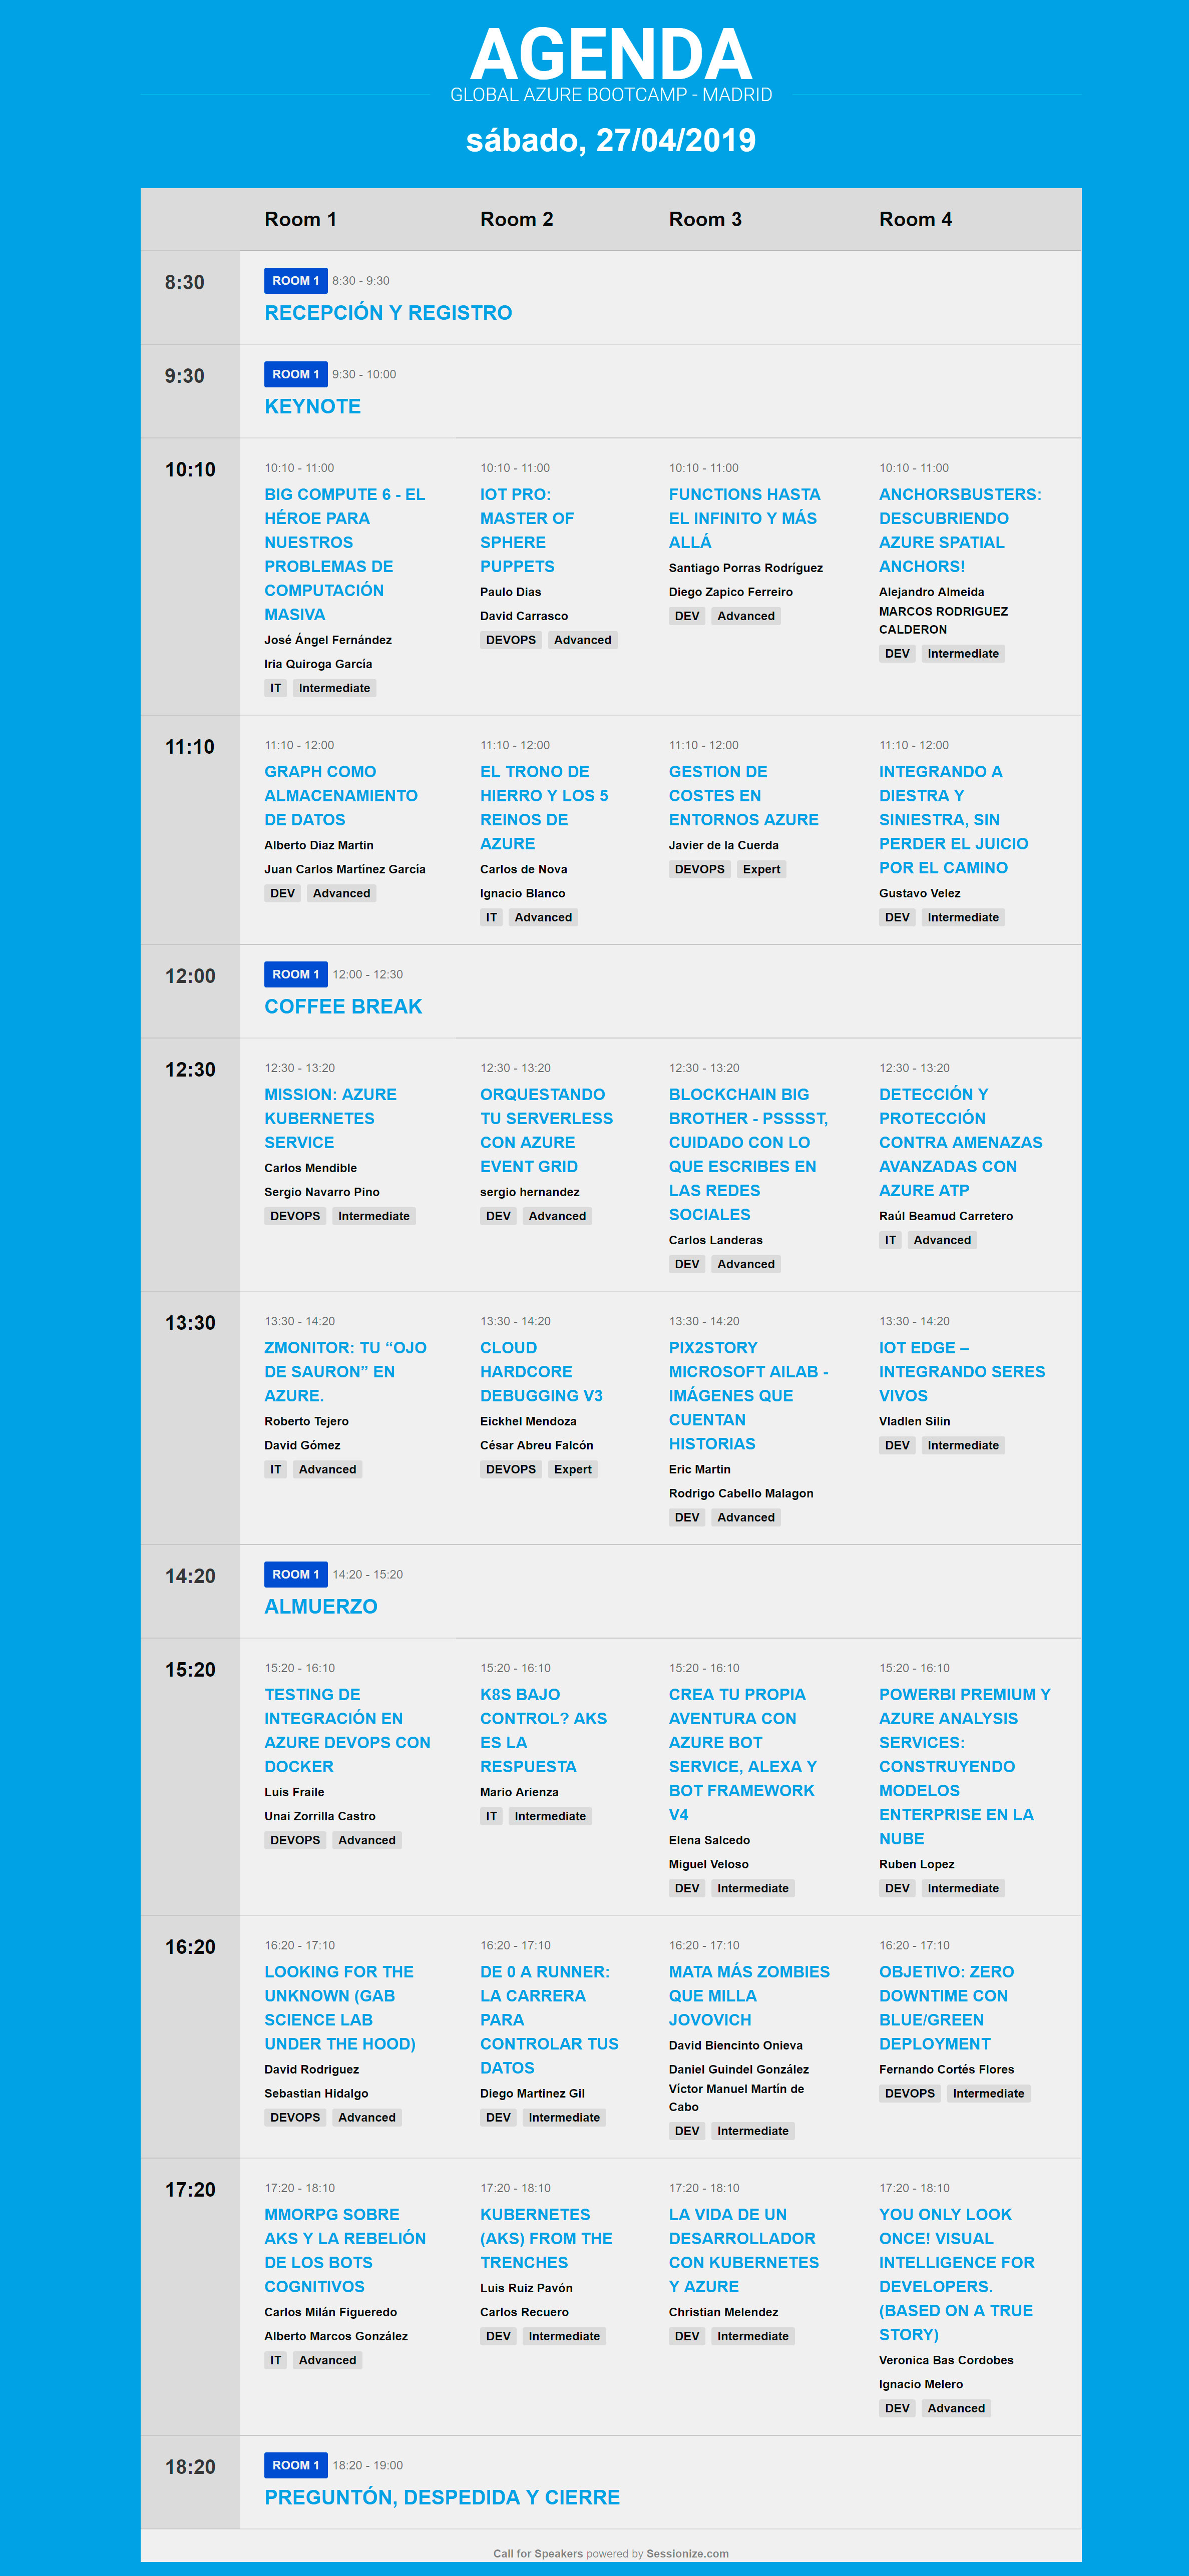 AGENDA
GLOBAL AZURE BOOTCAMP - MADRID
sábado, 27/04/2019
Room 1
Room 2
Room 3
Room 4
8:30
ROOM 1 8:30 - 9:30
RECEPCIÓN Y REGISTRO
9:30
ROOM 1 9:30 - 10:00
KEYNOTE
10:10
10:10 - 11:00
BIG COMPUTE 6 - EL
HÉROE PARA
NUESTROS
PROBLEMAS DE
COMPUTACIÓN
MASIVA
José Ángel Fernández
Iria Quiroga García
IT Intermediate
10:10 - 11:00
IOT PRO:
MASTER OF
SPHERE
PUPPETS
Paulo Dias
David Carrasco
DEVOPS Advanced
10:10 - 11:00
FUNCTIONS HASTA
EL INFINITO Y MÁS
ALLÁ
Santiago Porras Rodríguez
Diego Zapico Ferreiro
DEV Advanced
10:10 - 11:00
ANCHORSBUSTERS:
DESCUBRIENDO
AZURE SPATIAL
ANCHORS!
Alejandro Almeida
MARCOS RODRIGUEZ
CALDERON
DEV Intermediate
11:10
11:10 - 12:00
GRAPH COMO
ALMACENAMIENTO
DE DATOS
Alberto Diaz Martin
Juan Carlos Martínez García
DEV Advanced
11:10 - 12:00
EL TRONO DE
HIERRO Y LOS 5
REINOS DE
AZURE
Carlos de Nova
Ignacio Blanco
IT Advanced
11:10 - 12:00
GESTION DE
COSTES EN
ENTORNOS AZURE
Javier de la Cuerda
DEVOPS Expert
11:10 - 12:00
INTEGRANDO A
DIESTRA Y
SINIESTRA, SIN
PERDER EL JUICIO
POR EL CAMINO
Gustavo Velez
DEV Intermediate
12:00
ROOM 1 12:00 - 12:30
COFFEE BREAK
12:30
12:30 - 13:20
MISSION: AZURE
KUBERNETES
SERVICE
Carlos Mendible
Sergio Navarro Pino
DEVOPS Intermediate
12:30 - 13:20
ORQUESTANDO
TU SERVERLESS
CON AZURE
EVENT GRID
sergio hernandez
DEV Advanced
12:30 - 13:20
BLOCKCHAIN BIG
BROTHER - PSSSST,
CUIDADO CON LO
QUE ESCRIBES EN
LAS REDES
SOCIALES
Carlos Landeras
DEV Advanced
12:30 - 13:20
DETECCIÓN Y
PROTECCIÓN
CONTRA AMENAZAS
AVANZADAS CON
AZURE ATP
Raúl Beamud Carretero
IT Advanced
13:30
13:30 - 14:20
ZMONITOR: TU “OJO
DE SAURON” EN
AZURE.
Roberto Tejero
David Gómez
IT Advanced
13:30 - 14:20
CLOUD
HARDCORE
DEBUGGING V3
Eickhel Mendoza
César Abreu Falcón
DEVOPS Expert
13:30 - 14:20
PIX2STORY
MICROSOFT AILAB -
IMÁGENES QUE
CUENTAN
HISTORIAS
Eric Martin
Rodrigo Cabello Malagon
DEV Advanced
13:30 - 14:20
IOT EDGE –
INTEGRANDO SERES
VIVOS
Vladlen Silin
DEV Intermediate
14:20
ROOM 1 14:20 - 15:20
ALMUERZO
15:20
15:20 - 16:10
TESTING DE
INTEGRACIÓN EN
AZURE DEVOPS CON
DOCKER
Luis Fraile
Unai Zorrilla Castro
DEVOPS Advanced
15:20 - 16:10
K8S BAJO
CONTROL? AKS
ES LA
RESPUESTA
Mario Arienza
IT Intermediate
15:20 - 16:10
CREA TU PROPIA
AVENTURA CON
AZURE BOT
SERVICE, ALEXA Y
BOT FRAMEWORK
V4
Elena Salcedo
Miguel Veloso
DEV Intermediate
15:20 - 16:10
POWERBI PREMIUM Y
AZURE ANALYSIS
SERVICES:
CONSTRUYENDO
MODELOS
ENTERPRISE EN LA
NUBE
Ruben Lopez
DEV Intermediate
16:20
16:20 - 17:10
LOOKING FOR THE
UNKNOWN (GAB
SCIENCE LAB
UNDER THE HOOD)
David Rodriguez
Sebastian Hidalgo
DEVOPS Advanced
16:20 - 17:10
DE 0 A RUNNER:
LA CARRERA
PARA
CONTROLAR TUS
DATOS
Diego Martinez Gil
DEV Intermediate
16:20 - 17:10
MATA MÁS ZOMBIES
QUE MILLA
JOVOVICH
David Biencinto Onieva
Daniel Guindel González
Víctor Manuel Martín de
Cabo
DEV Intermediate
16:20 - 17:10
OBJETIVO: ZERO
DOWNTIME CON
BLUE/GREEN
DEPLOYMENT
Fernando Cortés Flores
DEVOPS Intermediate
17:20
17:20 - 18:10
MMORPG SOBRE
AKS Y LA REBELIÓN
DE LOS BOTS
COGNITIVOS
Carlos Milán Figueredo
Alberto Marcos González
IT Advanced
17:20 - 18:10
KUBERNETES
(AKS) FROM THE
TRENCHES
Luis Ruiz Pavón
Carlos Recuero
DEV Intermediate
17:20 - 18:10
LA VIDA DE UN
DESARROLLADOR
CON KUBERNETES
Y AZURE
Christian Melendez
DEV Intermediate
17:20 - 18:10
YOU ONLY LOOK
ONCE! VISUAL
INTELLIGENCE FOR
DEVELOPERS.
(BASED ON A TRUE
STORY)
Veronica Bas Cordobes
Ignacio Melero
DEV Advanced
18:20
ROOM 1 18:20 - 19:00
PREGUNTÓN, DESPEDIDA Y CIERRE
Call for Speakers powered by Sessionize.com